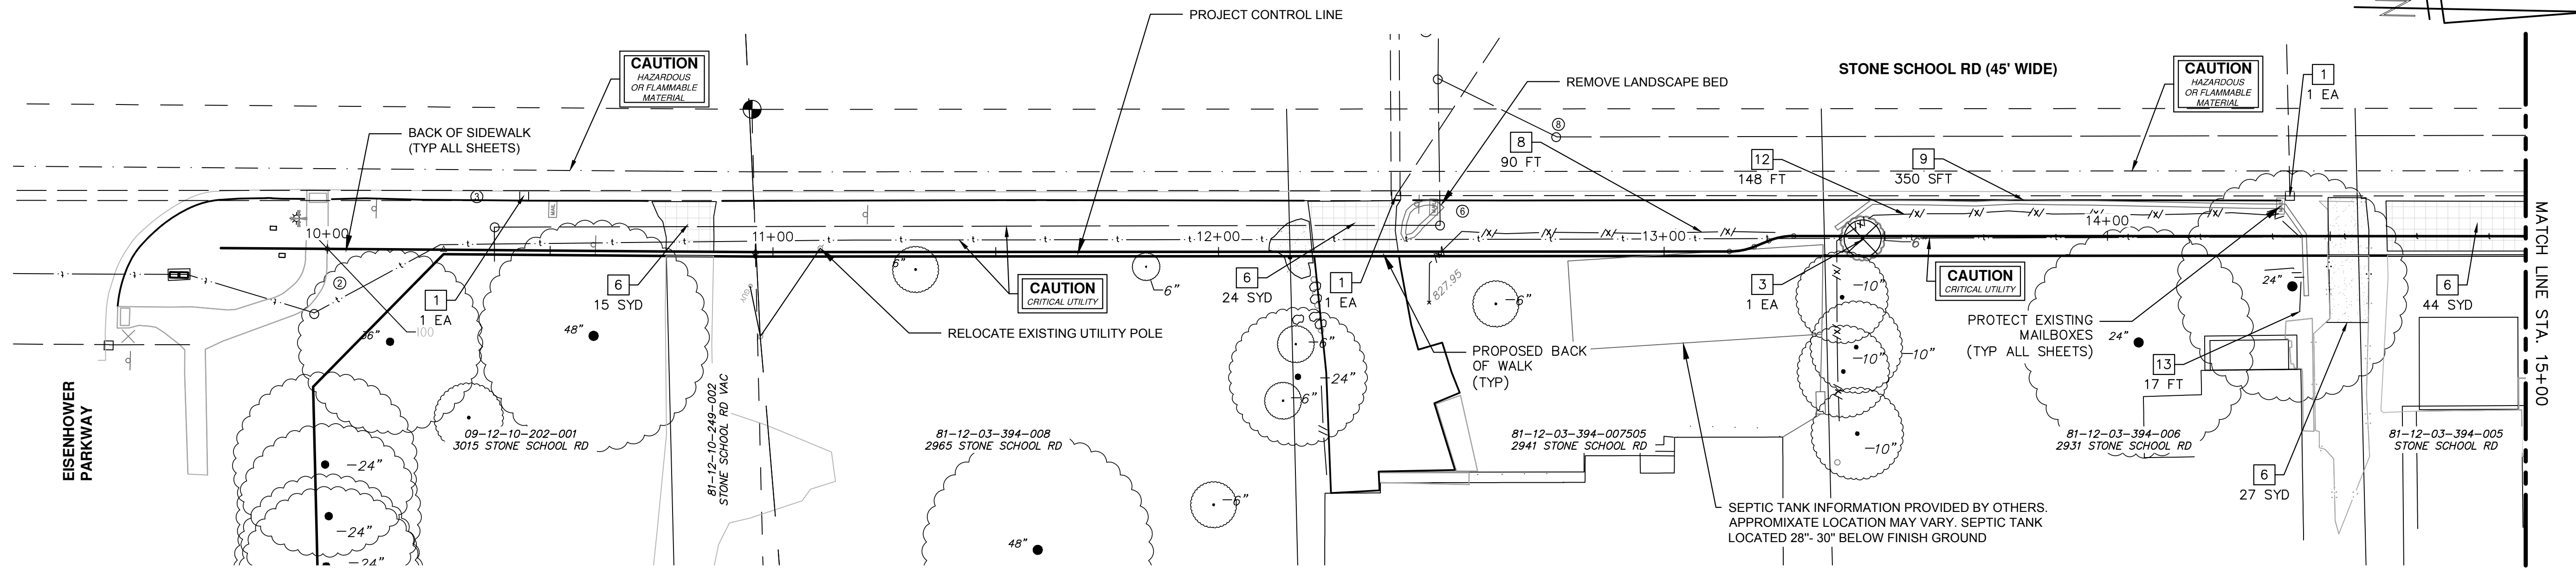 PROJECT CONTROL LINE
CAUTION
HAZARDOUS
OR FLAMMABLE
MATERIAL
STONE SCHOOL RD (45' WIDE)
CAUTION
HAZARDOUS
OR FLAMMABLE
MATERIAL
1
1 EA
REMOVE LANDSCAPE BED
BACK OF SIDEWALK
(TYP ALL SHEETS)
8
8
90 FT
12
148 FT
9
350 SFT
3
MAIL
6
10+00
11+00
12+00
13+00
14+00
MATCH LINE STA. 15+00
2
1
1 EA
6
15 SYD
6"
CAUTION
CRITICAL UTILITY
6"
6
24 SYD
1
1 EA
827.95
6"
3
1 EA
6"
CAUTION
CRITICAL UTILITY
10"
24"
6
44 SYD
36"
100
48"
RELOCATE EXISTING UTILITY POLE
6"
PROPOSED BACK
OF WALK
(TYP)
10"
10"
PROTECT EXISTING
MAILBOXES
(TYP ALL SHEETS)
24"
13
17 FT
24"
6"
EISENHOWER
PARKWAY
09-12-10-202-001
3015 STONE SCHOOL RD
81-12-10-249-002
STONE SCHOOL RD VAC
81-12-03-394-008
2965 STONE SCHOOL RD
81-12-03-394-007505
2941 STONE SCHOOL RD
10"
81-12-03-394-006
2931 STONE SCHOOL RD
81-12-03-394-005
STONE SCHOOL RD
24"
6
27 SYD
6"
24"
48"
24"
SEPTIC TANK INFORMATION PROVIDED BY OTHERS.
APPROMIXATE LOCATION MAY VARY. SEPTIC TANK
LOCATED 28"- 30" BELOW FINISH GROUND